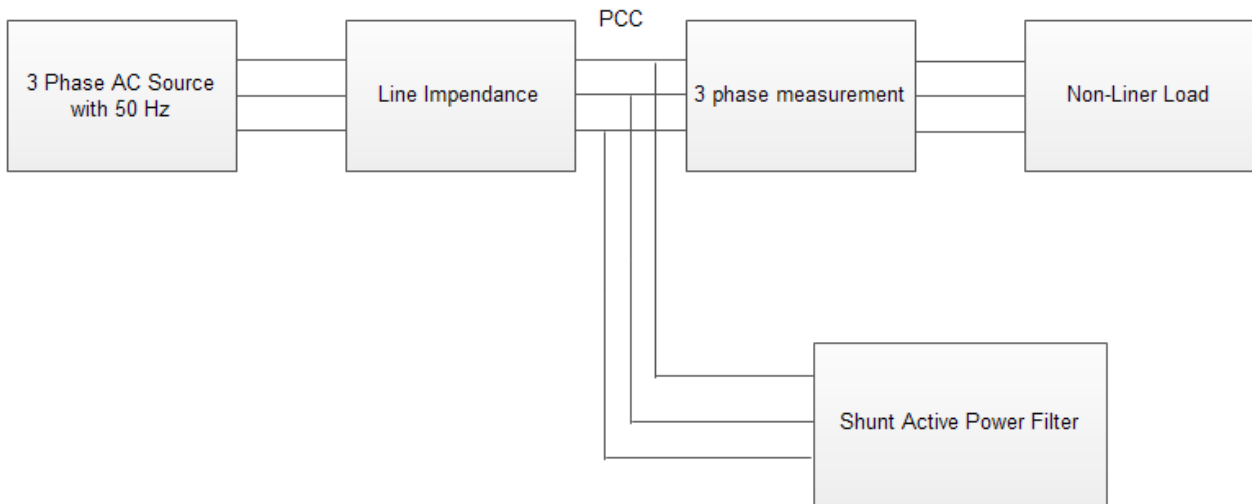 PCC
3 Phase AC Source
with 50 Hz
Line Impendance
3 phase measurement
Non-Liner Load
Shunt Active Power Filter